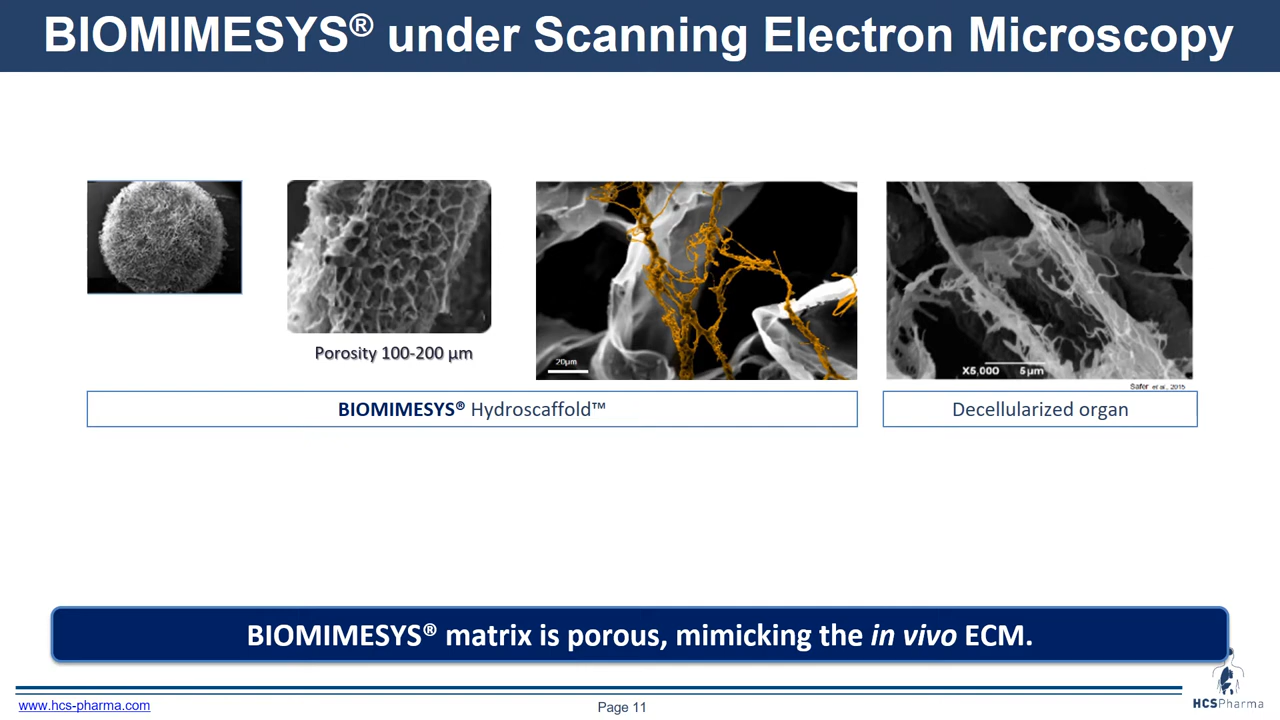 BIOMIMESYS® under Scanning Electron Microscopy
Porosity 100-200 µm
20µm
X5,000 5µm
Safer et al., 2015
BIOMIMESYS® Hydroscaffold™
Decellularized organ
BIOMIMESYS® matrix is porous, mimicking the in vivo ECM.
www.hcs-pharma.com
Page 11
HCSPharma